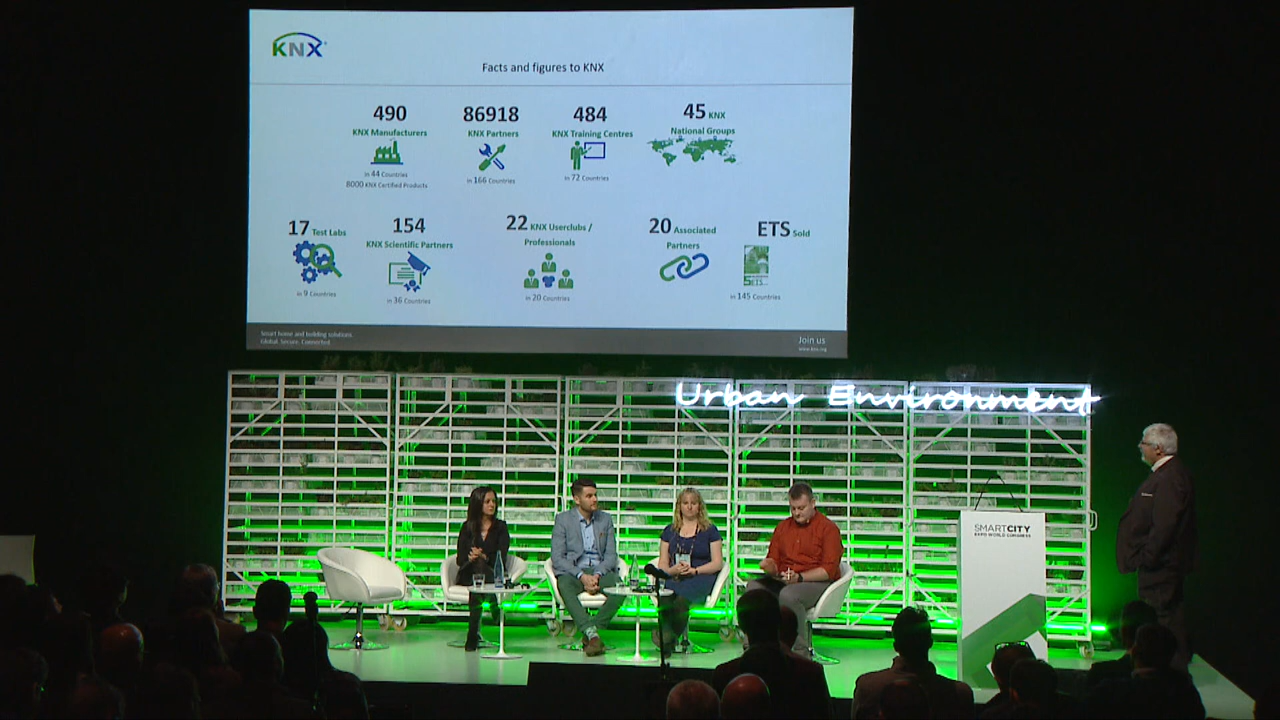 KNX
Facts and figures to KNX
490
KNX Manufacturers
in 44 Countries
8000 KNX Certified Products
86918
KNX Partners
in 166 Countries
484
KNX Training Centres
in 72 Countries
45 KNX
National Groups
17 Test Labs
in 9 Countries
154
KNX Scientific Partners
in 36 Countries
22 KNX Userclubs /
Professionals
in 20 Countries
20 Associated
Partners
ETS Sold
in 145 Countries
Smart home and building solutions.
Global. Secure. Connected.
Join us
www.knx.org
Urban Environment
SMARTCITY
EXPO WORLD CONGRESS